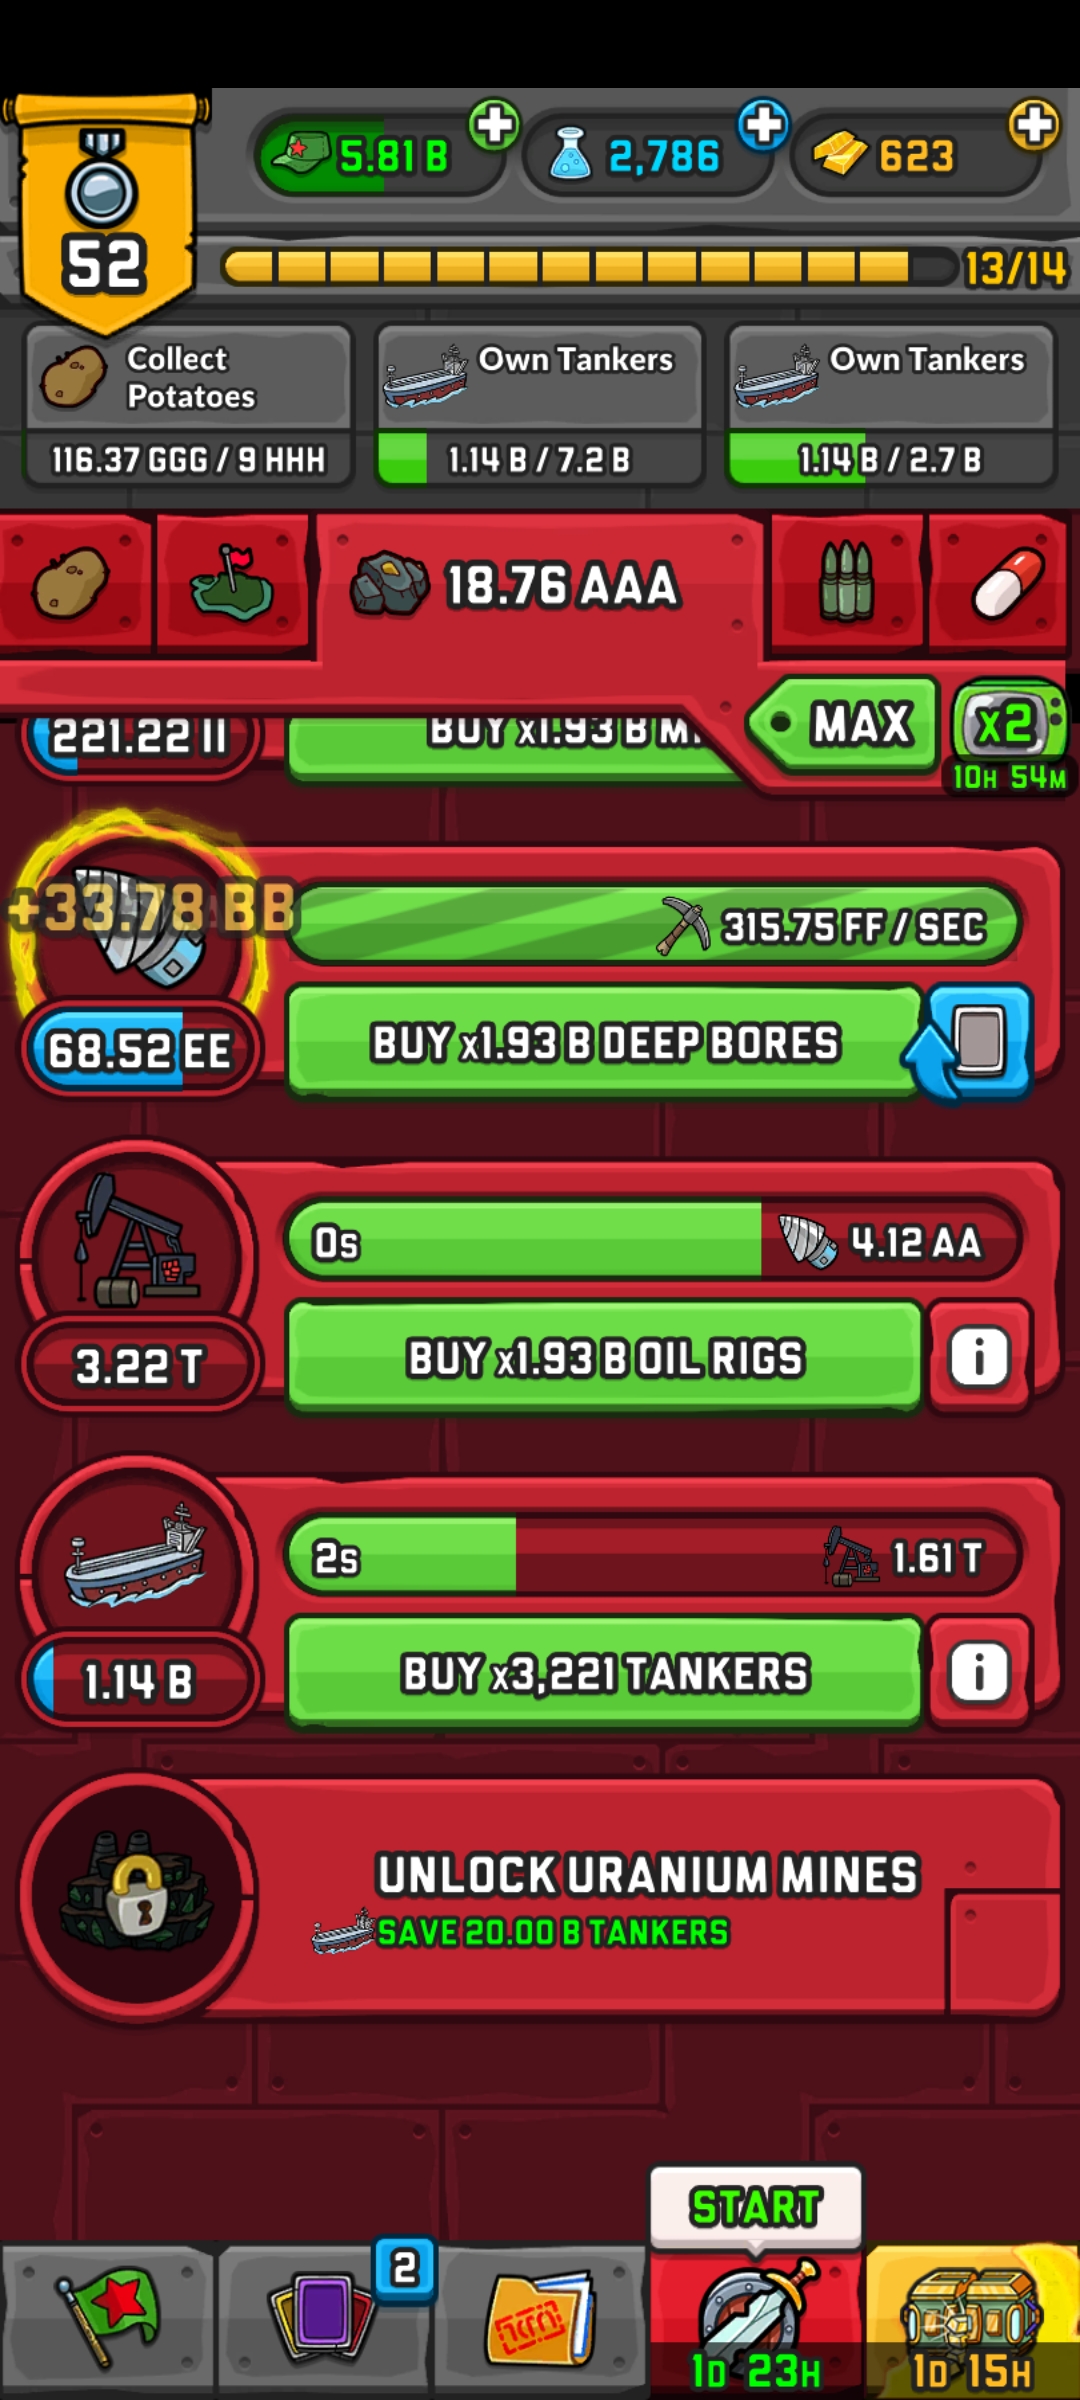 5.81 B
2,786
623
52
13/14
Collect
Potatoes
116.37 GGG / 9 HHH
Own Tankers
1.14 B / 7.2 B
Own Tankers
1.14 B / 2.7 B
18.76 AAA
MAX
x2
10H 54M
221.22 II
BUY x1.93 B
+33.78 BB
315.75 FF / SEC
68.52 EE
BUY x1.93 B DEEP BORES
0s
4.12 AA
3.22 T
BUY x1.93 B OIL RIGS
i
2s
1.61 T
1.14 B
BUY x3,221 TANKERS
i
UNLOCK URANIUM MINES
SAVE 20.00 B TANKERS
START
2
1D 23H
1D 15H